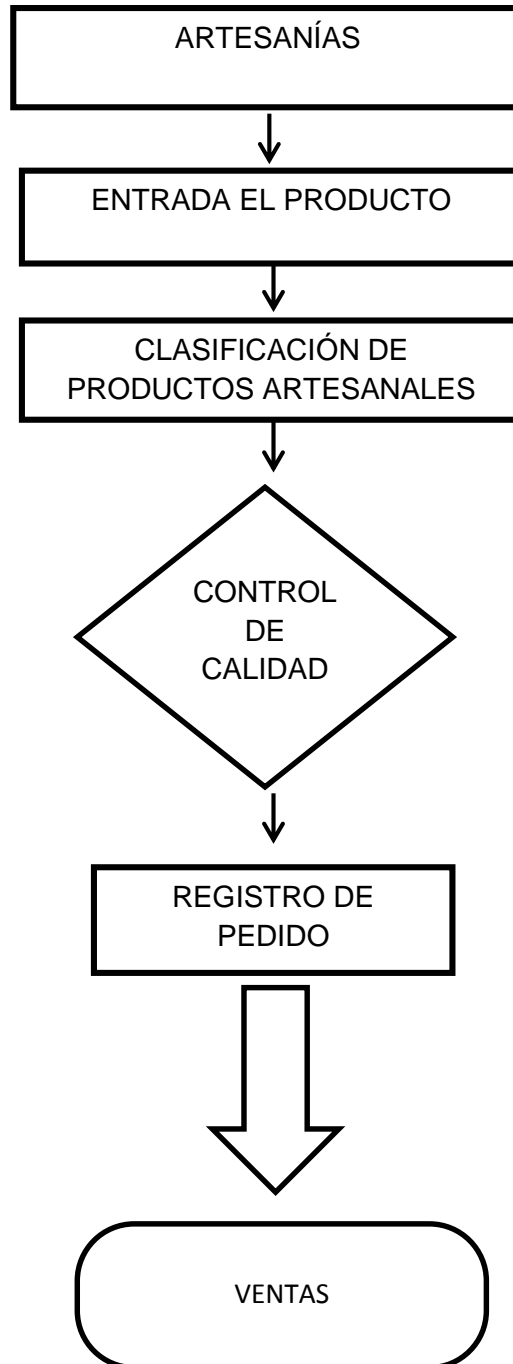 ARTESANÍAS
ENTRADA EL PRODUCTO
CLASIFICACIÓN DE
PRODUCTOS ARTESANALES
CONTROL
DE
CALIDAD
REGISTRO DE
PEDIDO
VENTAS